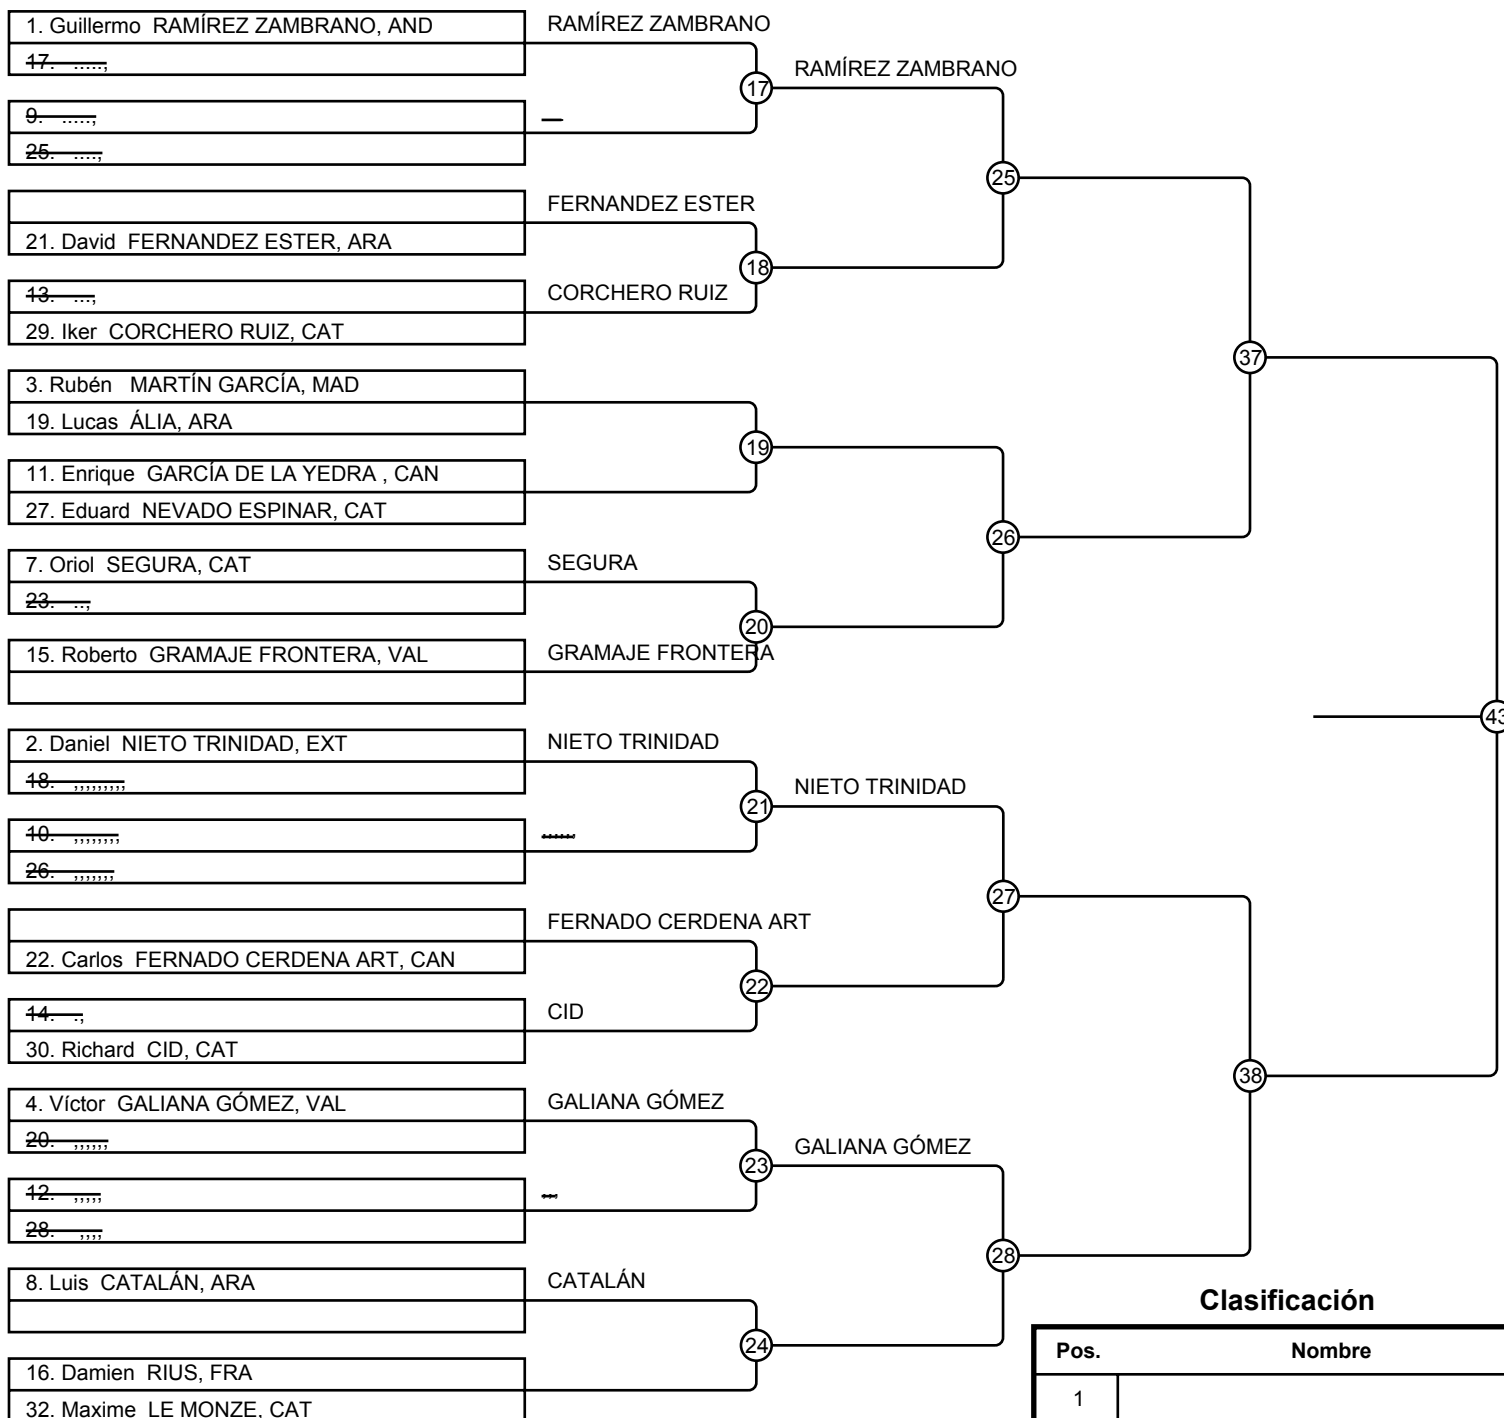 1. Guillermo  RAMÍREZ ZAMBRANO, AND
RAMÍREZ ZAMBRANO
17.  .....,
RAMÍREZ ZAMBRANO
17
9.  .....,
25.  ....,
25
FERNANDEZ ESTER
21. David  FERNANDEZ ESTER, ARA
18
13.  ...,
CORCHERO RUIZ
29. Iker  CORCHERO RUIZ, CAT
37
3. Rubén  MARTÍN GARCÍA, MAD
19. Lucas  ÁLIA, ARA
19
11. Enrique  GARCÍA DE LA YEDRA , CAN
27. Eduard  NEVADO ESPINAR, CAT
26
7. Oriol  SEGURA, CAT
SEGURA
23.  ..,
20
15. Roberto  GRAMAJE FRONTERA, VAL
GRAMAJE FRONTERA
43
2. Daniel  NIETO TRINIDAD, EXT
NIETO TRINIDAD
18.  ,,,,,,,,,
NIETO TRINIDAD
21
10.  ,,,,,,,,
26.  ,,,,,,,
27
FERNADO CERDENA ART
22. Carlos  FERNADO CERDENA ART, CAN
22
14.  .,
CID
30. Richard  CID, CAT
38
4. Víctor  GALIANA GÓMEZ, VAL
GALIANA GÓMEZ
20.  ,,,,,,
GALIANA GÓMEZ
23
12.  ,,,,,
28.  ,,,,
28
8. Luis  CATALÁN, ARA
CATALÁN
24
16. Damien  RIUS, FRA
32. Maxime  LE MONZE, CAT
Clasificación
Pos. Nombre
1